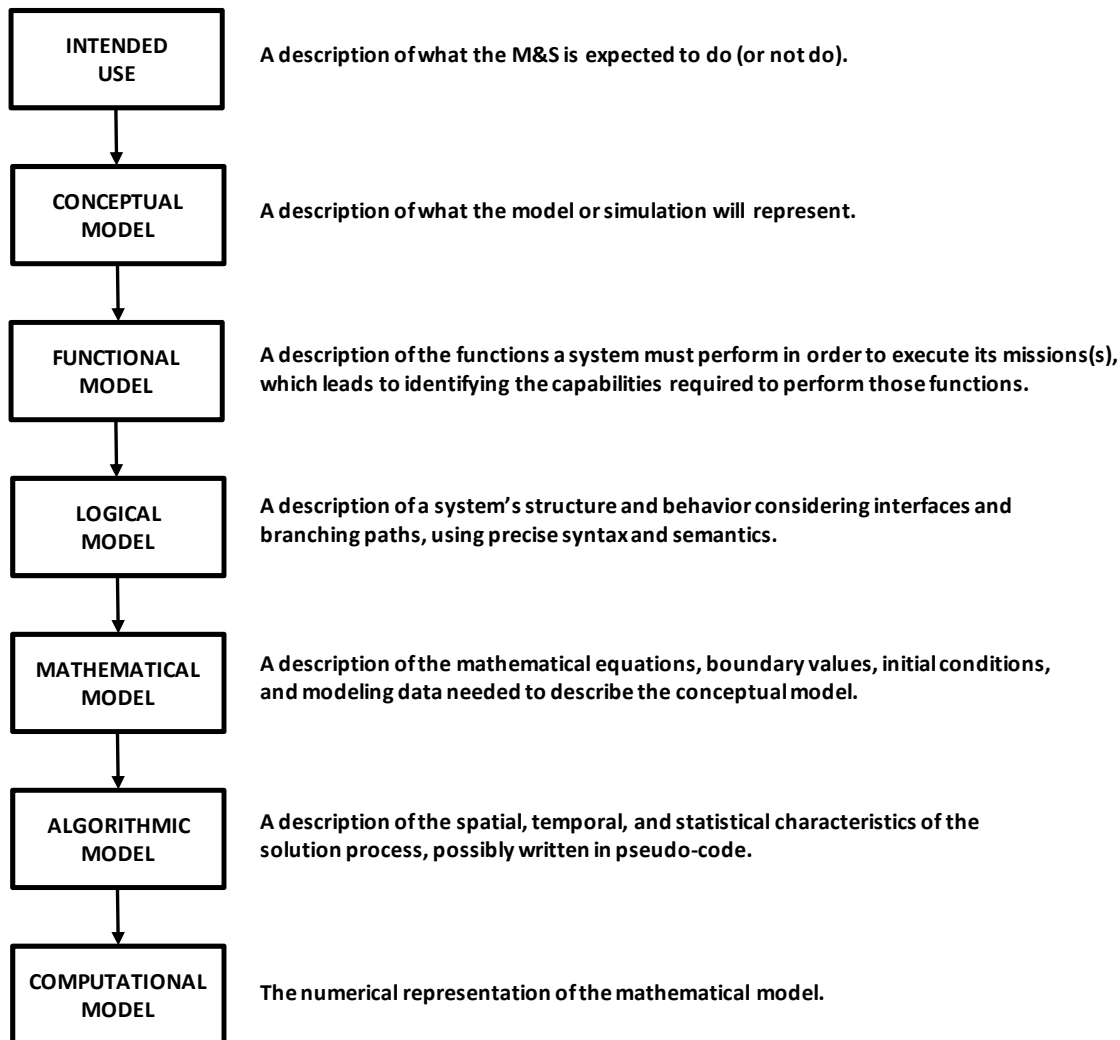 INTENDED
USE
A description of what the M&S is expected to do (or not do).
CONCEPTUAL
MODEL
A description of what the model or simulation will represent.
FUNCTIONAL
MODEL
A description of the functions a system must perform in order to execute its missions(s),
which leads to identifying the capabilities required to perform those functions.
LOGICAL
MODEL
A description of a system's structure and behavior considering interfaces and
branching paths, using precise syntax and semantics.
MATHEMATICAL
MODEL
A description of the mathematical equations, boundary values, initial conditions,
and modeling data needed to describe the conceptual model.
ALGORITHMIC
MODEL
A description of the spatial, temporal, and statistical characteristics of the
solution process, possibly written in pseudo-code.
COMPUTATIONAL
MODEL
The numerical representation of the mathematical model.